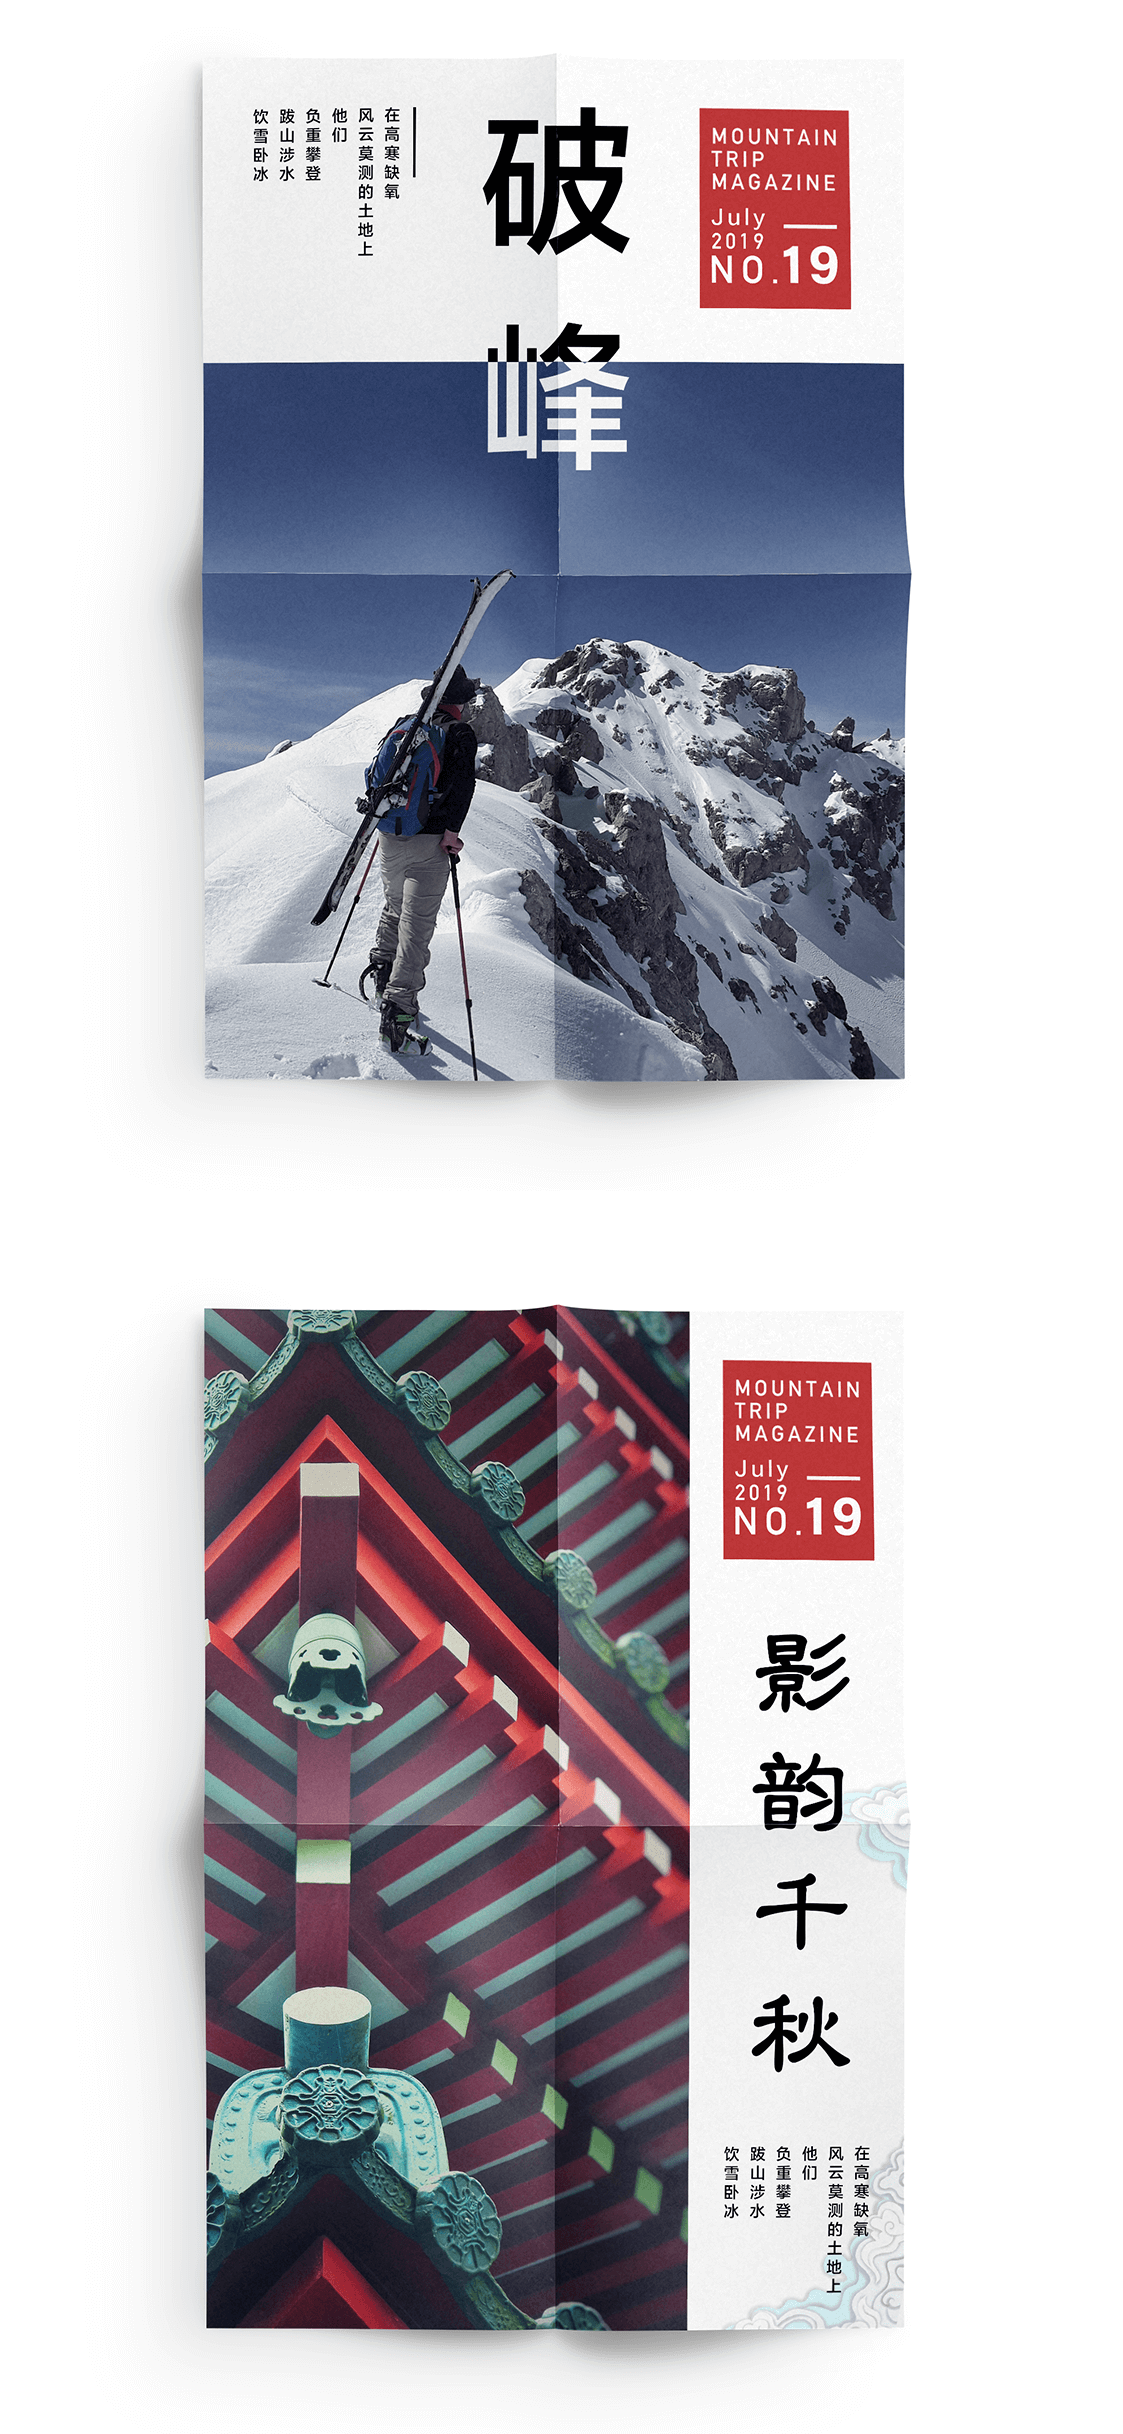 破峰
在高寒缺氧
风云莫测的土地上
他们
负重攀登
跋山涉水
饮雪卧冰
MOUNTAIN
TRIP
MAGAZINE
July
2019
NO.19
MOUNTAIN
TRIP
MAGAZINE
July
2019
NO.19
影韵千秋
在高寒缺氧
风云莫测的土地上
他们
负重攀登
跋山涉水
饮雪卧冰